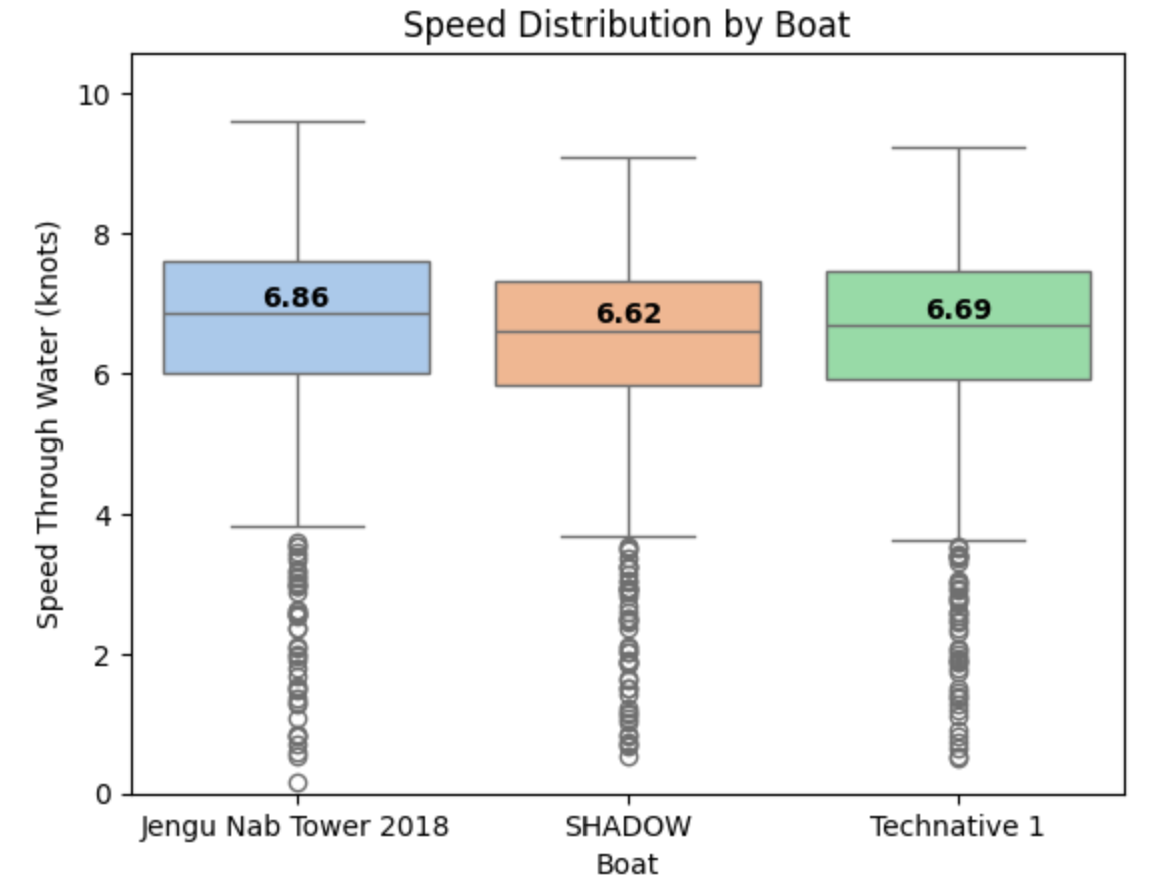 Speed Distribution by Boat
Speed Through Water (knots)
10
8
6
4
2
0
6.86
6.62
6.69
Jengu Nab Tower 2018
SHADOW
Technative 1
Boat